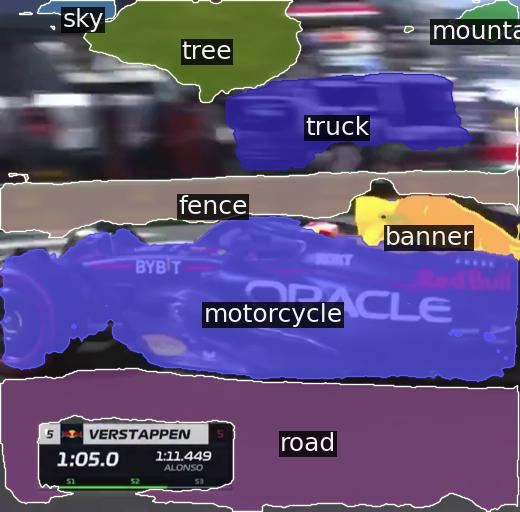 sky
mounta
tree
truck
fence
banner
BYBIT
Red Bull
ORACLE
motorcycle
road
5 VERSTAPPEN 5
1:05.0 1:11.449
ALONSO
S1 S2 S3